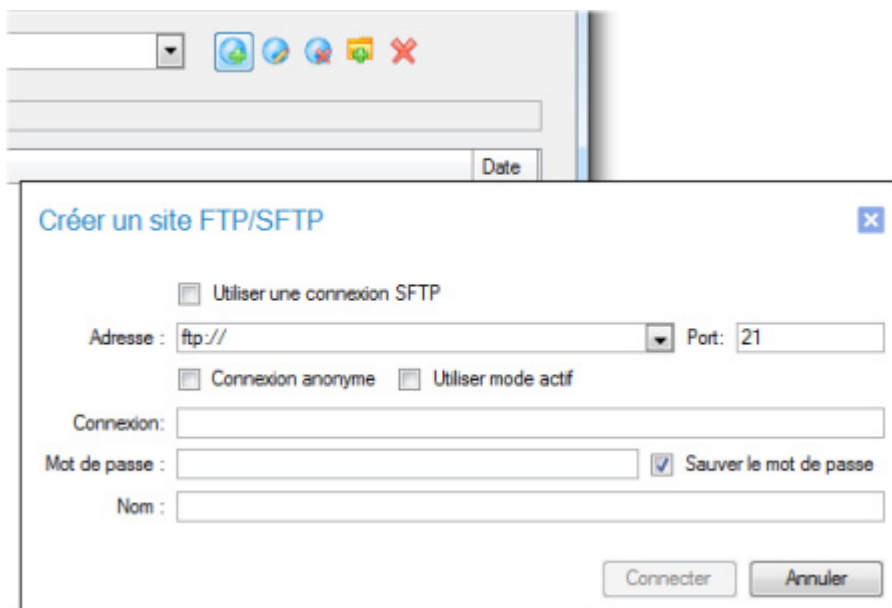 Date
Créer un site FTP/SFTP
Utiliser une connexion SFTP
Adresse : ftp:// Port: 21
Connexion anonyme Utiliser mode actif
Connexion:
Mot de passe : Sauver le mot de passe
Nom :
Connecter Annuler